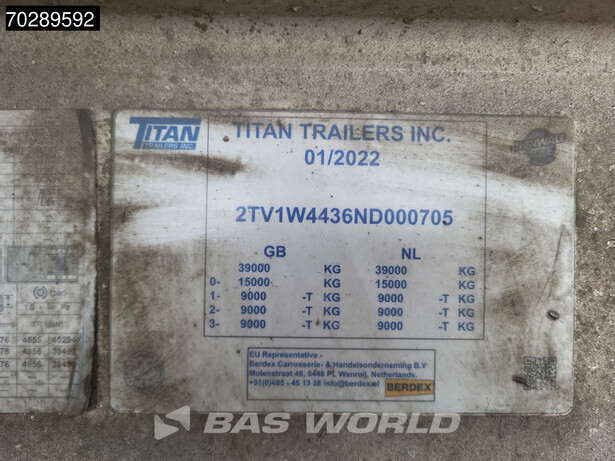 70289592
TITAN
TRAILERS INC
TITAN TRAILERS INC.
01/2022
2TV1W4436ND000705
GB NL
39000 KG 39000 KG
0- 15000 KG 15000 KG
1- 9000 -T KG 9000 -T KG
2- 9000 -T KG 9000 -T KG
3- 9000 -T KG 9000 -T KG
EU Representative -
Berdex Carrosserie- & Handelsonderneming B.V
Molenstraat 46, 5446 PL Wanroij, Netherlands.
+31(0)485 - 45 13 38 info@berdex.nl
BERDEX
BAS WORLD